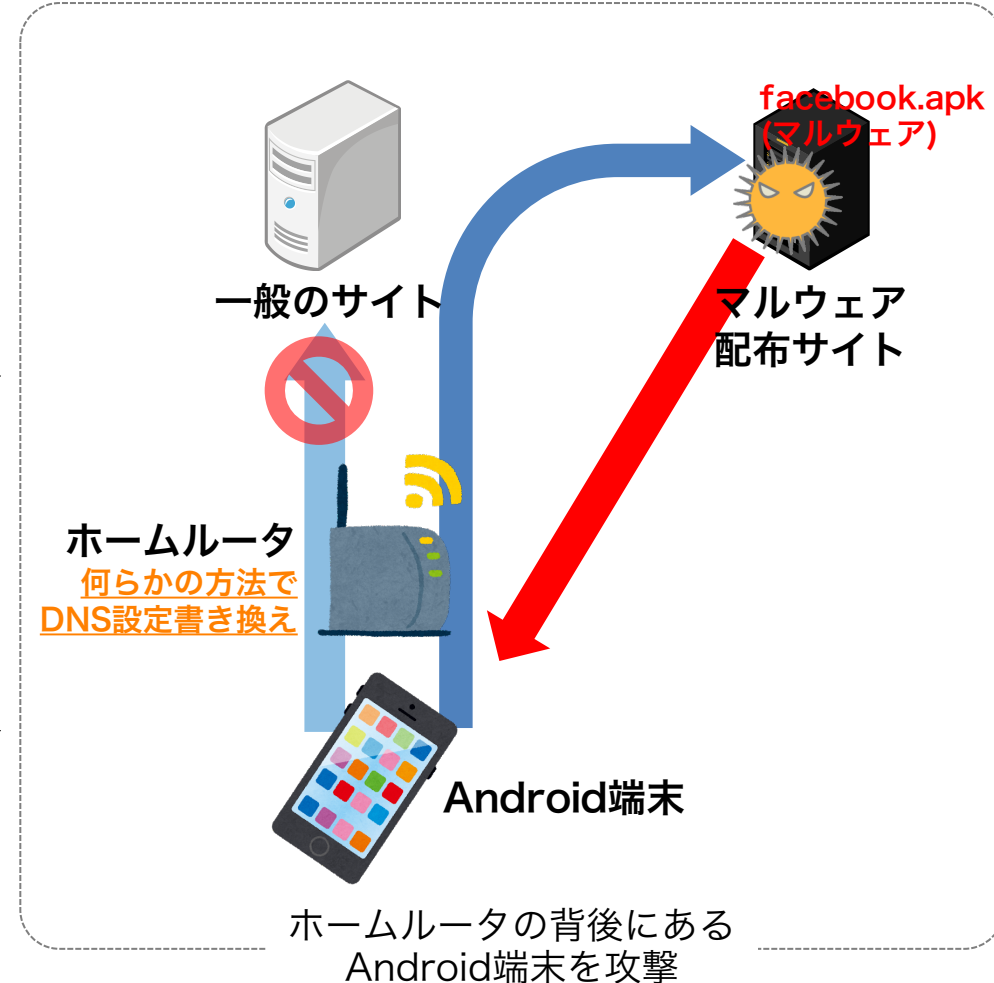 facebook.apk
(マルウェア)
一般のサイト
マルウェア
配布サイト
ホームルータ
何らかの方法で
DNS設定書き換え
Android端末
ホームルータの背後にある
Android端末を攻撃